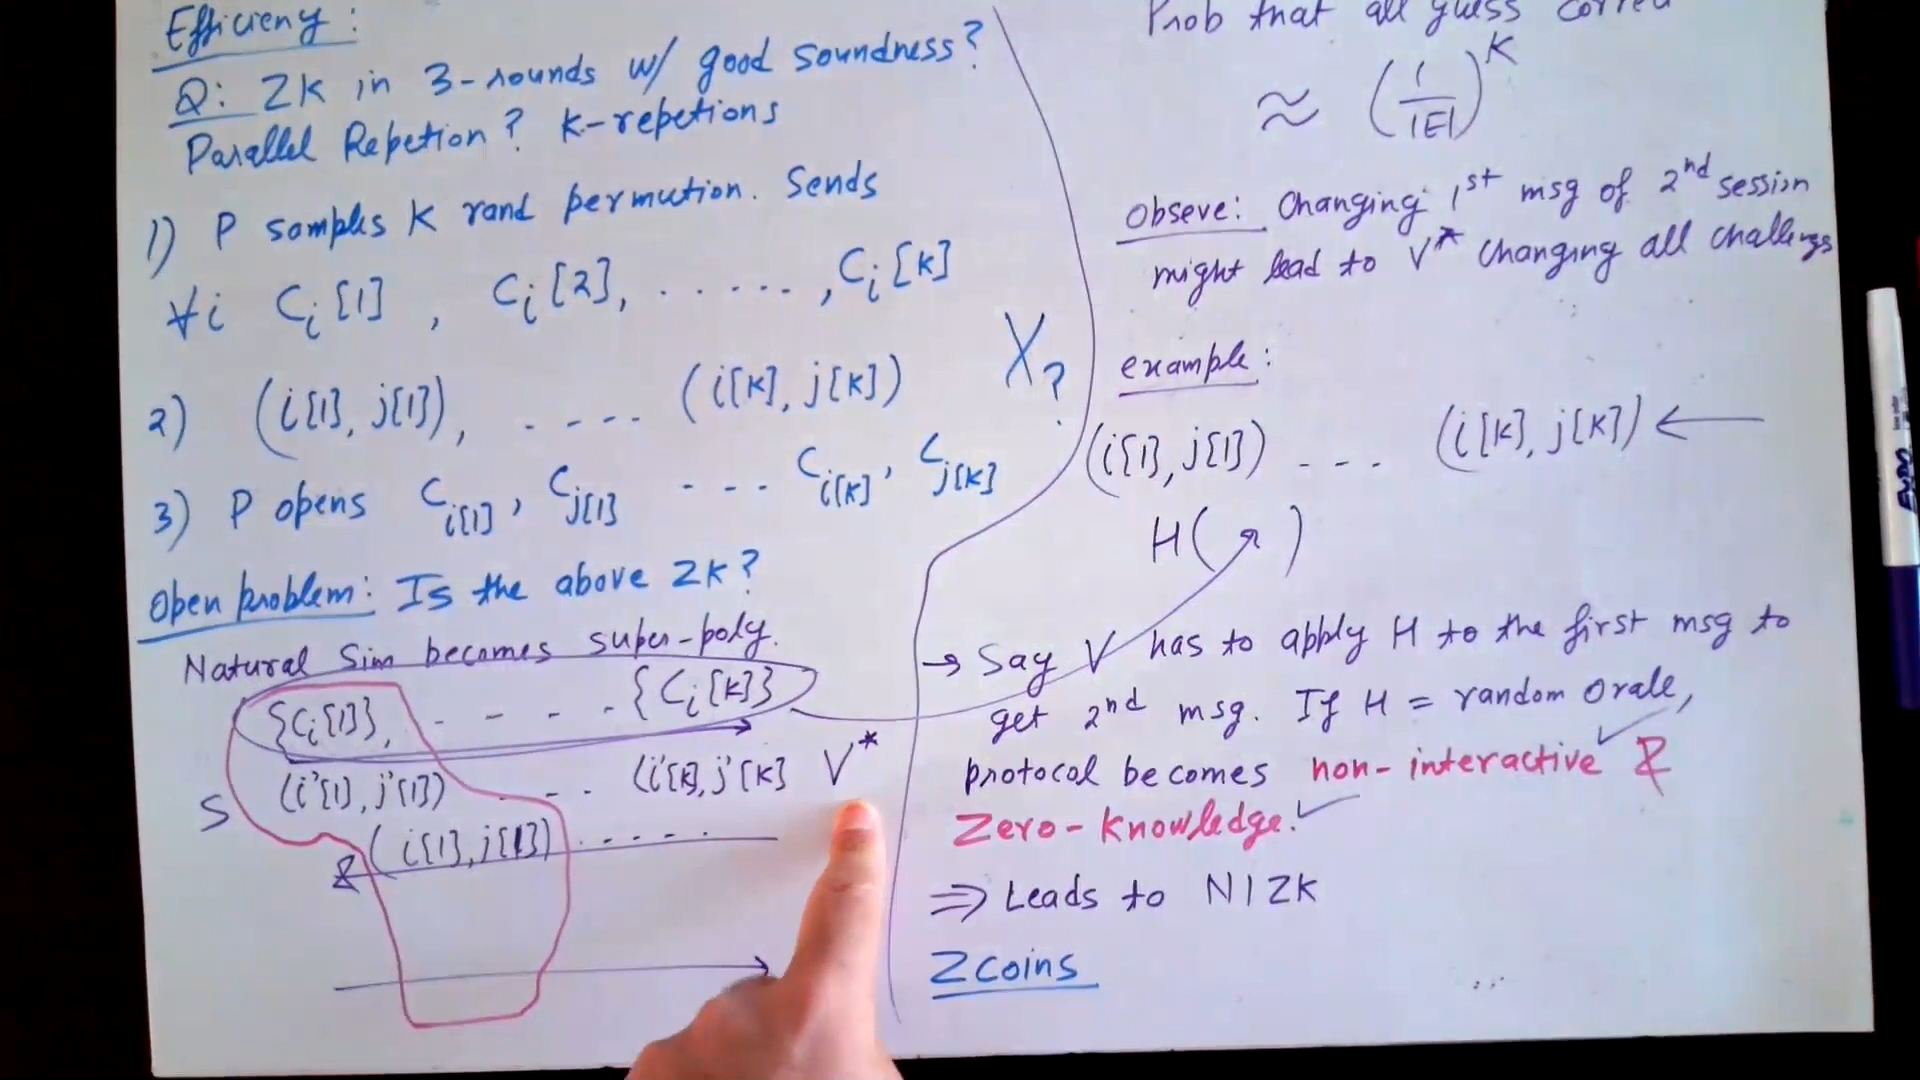 Efficieny:
Q: ZK in 3-rounds w/ good soundness?
Parallel Repetion? K-repetions
1) P samples K rand permution. Sends
∀i Ci[1], Ci[2], ......, Ci[K]
2) (i[1], j[1]), .... (i[K], j[K])
X?
3) P opens Ci[1], Cj[1] ... Ci[K], Cj[K]
Open problem: Is the above ZK?
Natural Sim becomes super-poly.
{Ci[1]}, - - - - {Ci[K]}
S (i'[1], j'[1]) ... (i'[K], j'[K] V*
(i[1], j[1]) .....
Prob that all guess
≈ (1/|E|)^K
Obseve: Changing 1st msg of 2nd session
might lead to V* changing all challengs
example:
(i[1], j[1]) ... (i[K], j[K]) ←
H( )
→ Say V has to apply H to the first msg to
get 2nd msg. If H = random Orale,
protocol becomes non-interactive ✓ &
Zero-Knowledge. ✓
⇒ Leads to NIZK
Zcoins
EXPO